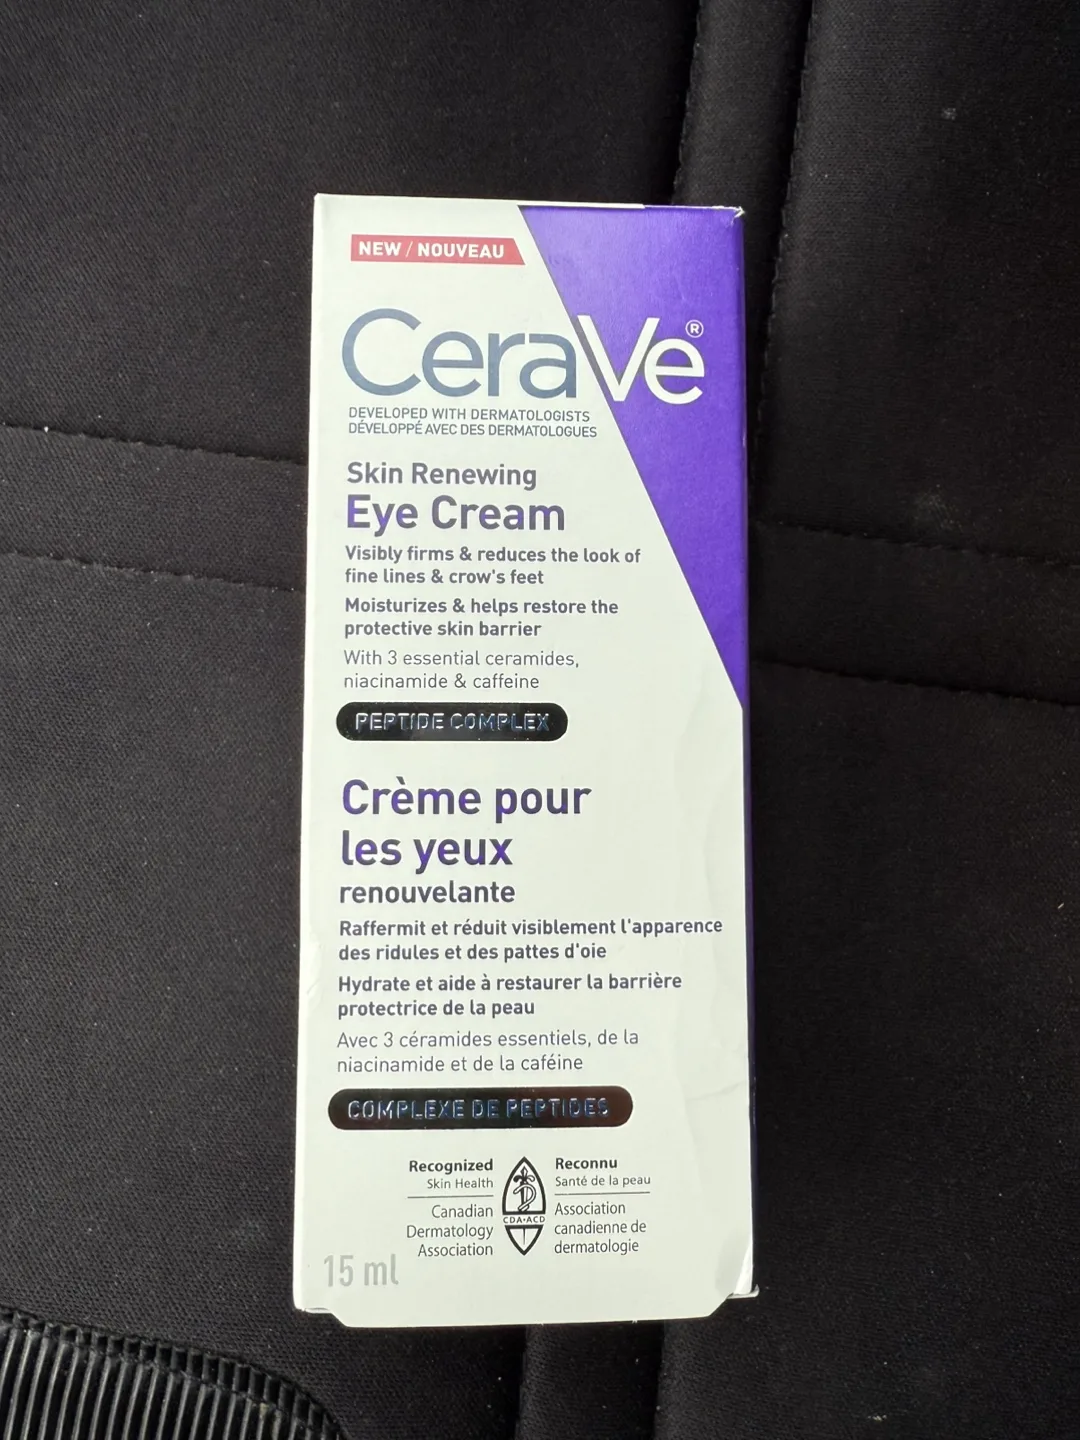 NEW / NOUVEAU
CeraVe®
DEVELOPED WITH DERMATOLOGISTS
DÉVELOPPÉ AVEC DES DERMATOLOGUES
Skin Renewing
Eye Cream
Visibly firms & reduces the look of
fine lines & crow's feet
Moisturizes & helps restore the
protective skin barrier
With 3 essential ceramides,
niacinamide & caffeine
PEPTIDE COMPLEX
Crème pour
les yeux
renouvelante
Raffermit et réduit visiblement l'apparence
des ridules et des pattes d'oie
Hydrate et aide à restaurer la barrière
protectrice de la peau
Avec 3 céramides essentiels, de la
niacinamide et de la caféine
COMPLEXE DE PEPTIDES
Recognized
Skin Health
Canadian
Dermatology
Association
CDA·ACD
Reconnu
Santé de la peau
Association
canadienne de
dermatologie
15 ml